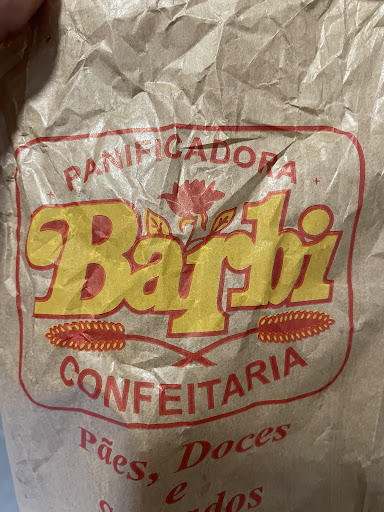 PANIFICADORA
Barbi
CONFEITARIA
Pães, Doces
e